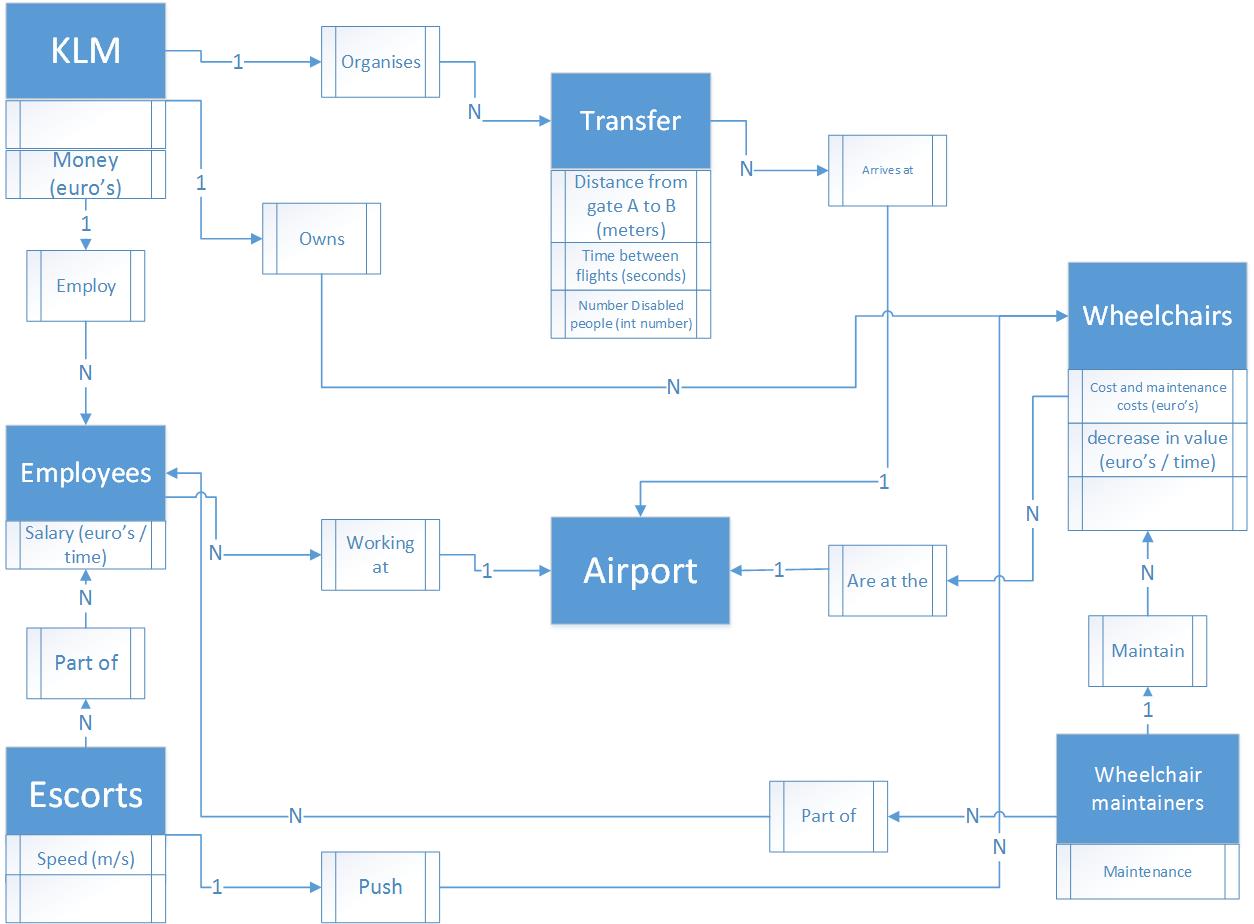 KLM
1
Organises
N
Transfer
N
Arrives at
Money
(euro's)
1
1
Distance from
gate A to B
(meters)
Time between
flights (seconds)
Number Disabled
people (int number)
Owns
Employ
N
N
Wheelchairs
Cost and maintenance
costs (euro's)
decrease in value
(euro's / time)
Employees
Salary (euro's /
time)
N
Working
at
1
1
Airport
1
Are at the
N
N
Part of
N
N
Maintain
1
Escorts
Speed (m/s)
1
Push
N
Part of
N
N
Wheelchair
maintainers
Maintenance